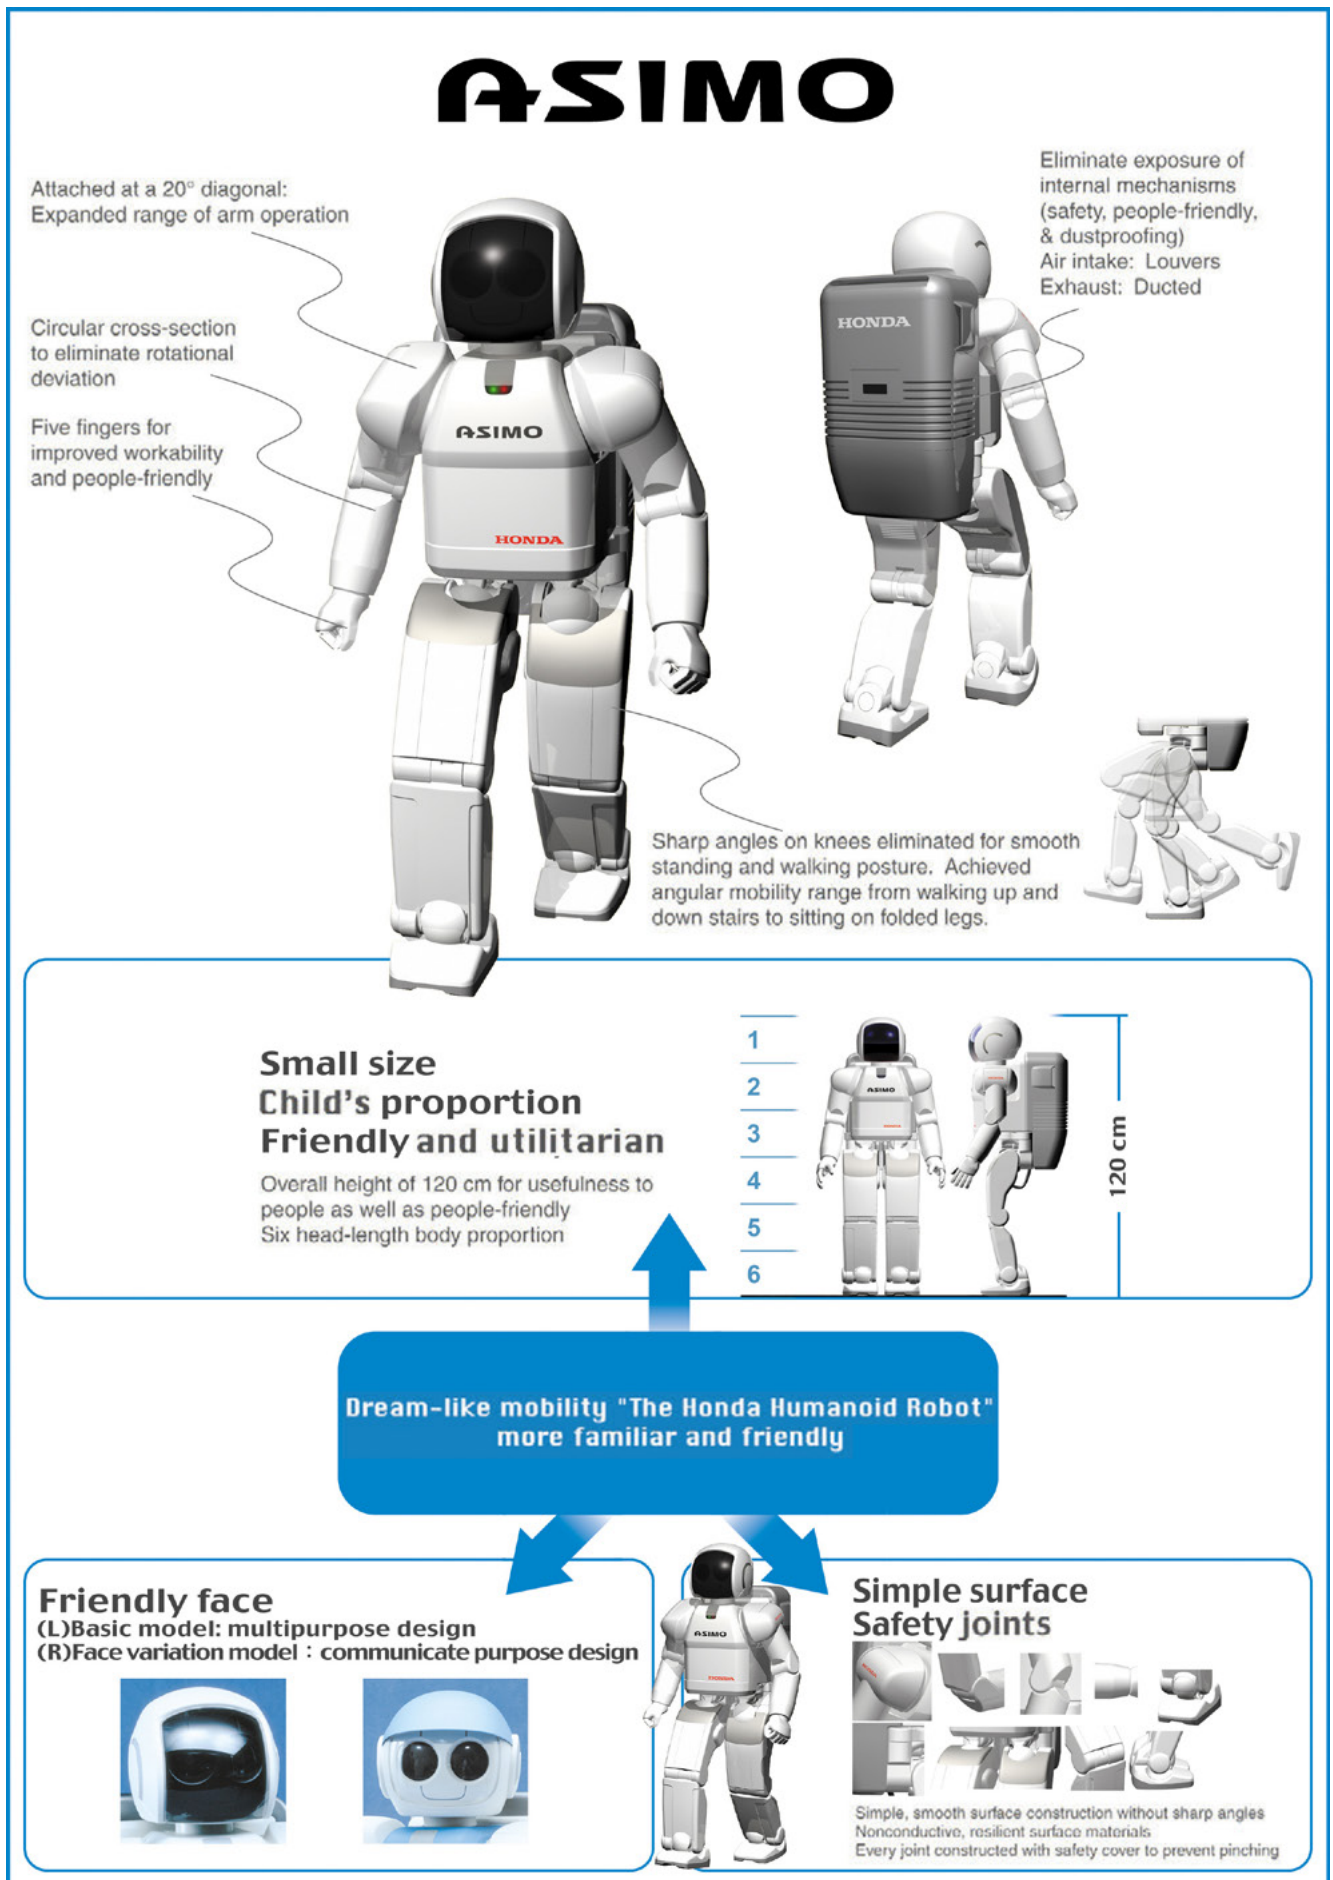 ASIMO
Attached at a 20° diagonal:
Expanded range of arm operation
Circular cross-section
to eliminate rotational
deviation
Five fingers for
improved workability
and people-friendly
Eliminate exposure of
internal mechanisms
(safety, people-friendly,
& dustproofing)
Air intake: Louvers
Exhaust: Ducted
ASIMO
HONDA
HONDA
Sharp angles on knees eliminated for smooth
standing and walking posture. Achieved
angular mobility range from walking up and
down stairs to sitting on folded legs.
Small size
Child's proportion
Friendly and utilitarian
Overall height of 120 cm for usefulness to
people as well as people-friendly
Six head-length body proportion
1
2
3
4
5
6
ASIMO
HONDA
120 cm
Dream-like mobility "The Honda Humanoid Robot"
more familiar and friendly
Friendly face
(L)Basic model: multipurpose design
(R)Face variation model : communicate purpose design
ASIMO
HONDA
Simple surface
Safety joints
HONDA
Simple, smooth surface construction without sharp angles
Nonconductive, resilient surface materials
Every joint constructed with safety cover to prevent pinching